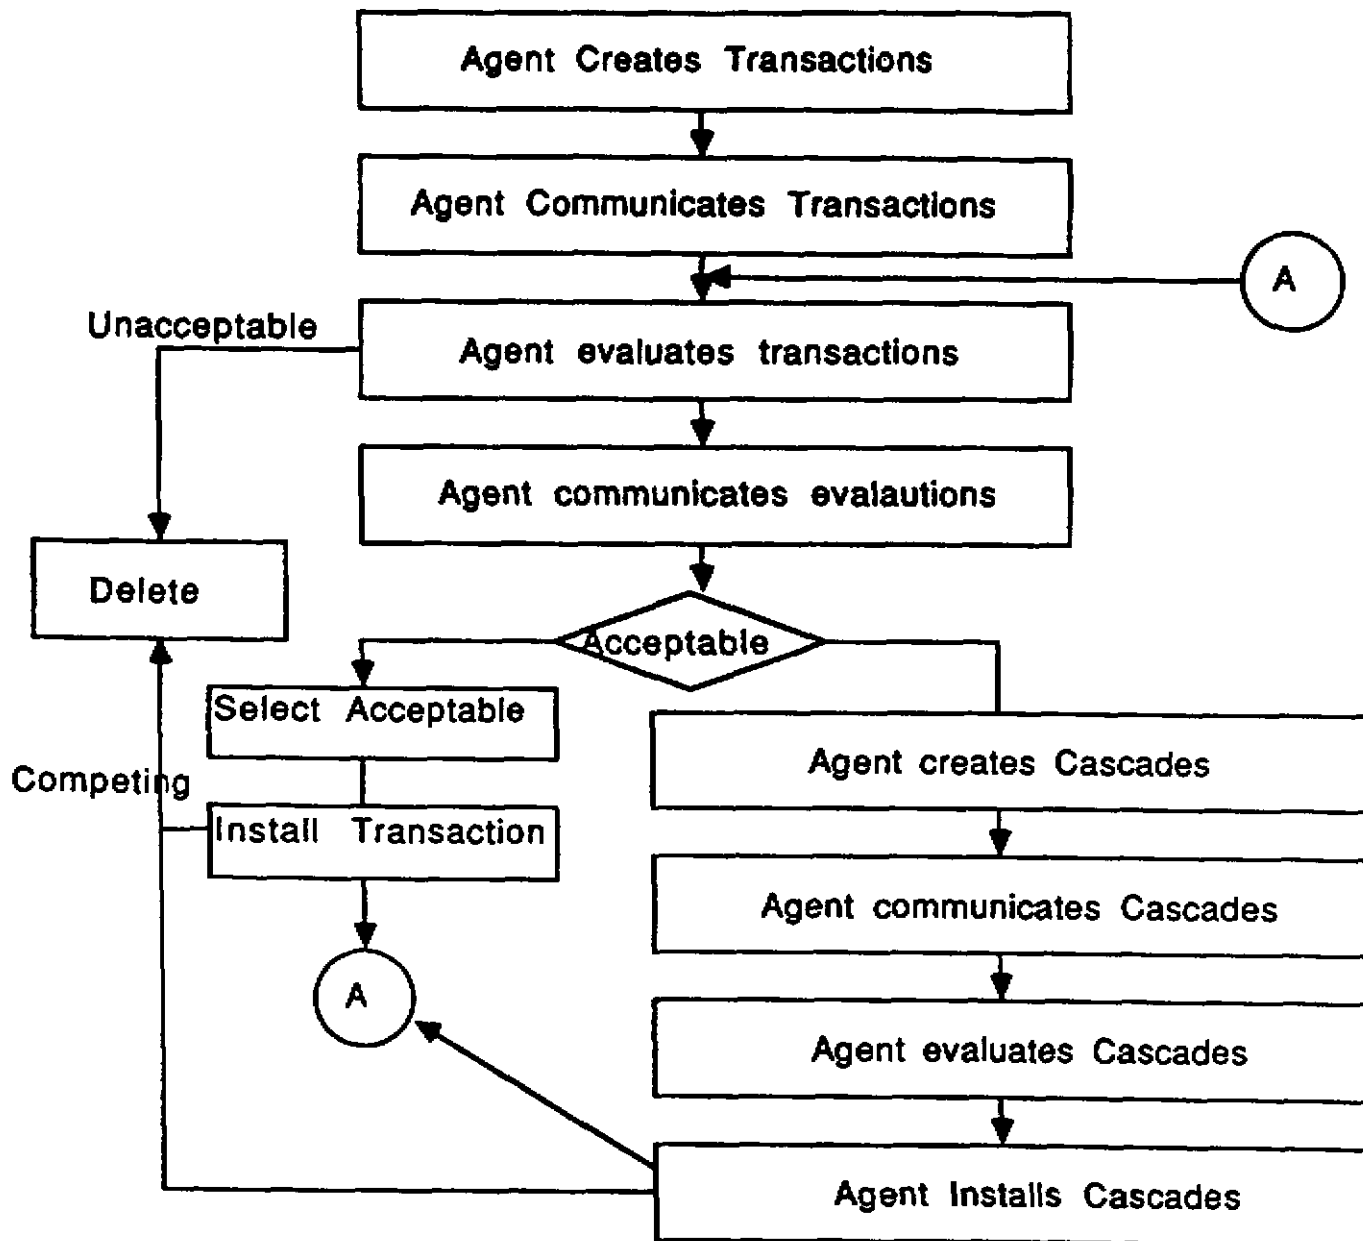 Agent Creates Transactions
Agent Communicates Transactions
A
Unacceptable
Agent evaluates transactions
Agent communicates evalautions
Delete
Acceptable
Select Acceptable
Agent creates Cascades
Competing
Install Transaction
Agent communicates Cascades
A
Agent evaluates Cascades
Agent Installs Cascades